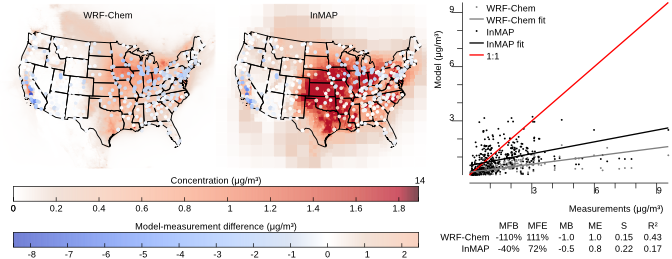 WRF-Chem
InMAP
Concentration (µg/m³)
14
0 0.2 0.4 0.6 0.8 1 1.2 1.4 1.6 1.8
Model-measurement difference (µg/m³)
-8 -7 -6 -5 -4 -3 -2 -1 0 1 2
Model (µg/m³)
9
6
3
WRF-Chem
WRF-Chem fit
InMAP
InMAP fit
1:1
3 6 9
Measurements (µg/m³)
MFB MFE MB ME S R²
WRF-Chem -110% 111% -1.0 1.0 0.15 0.43
InMAP -40% 72% -0.5 0.8 0.22 0.17